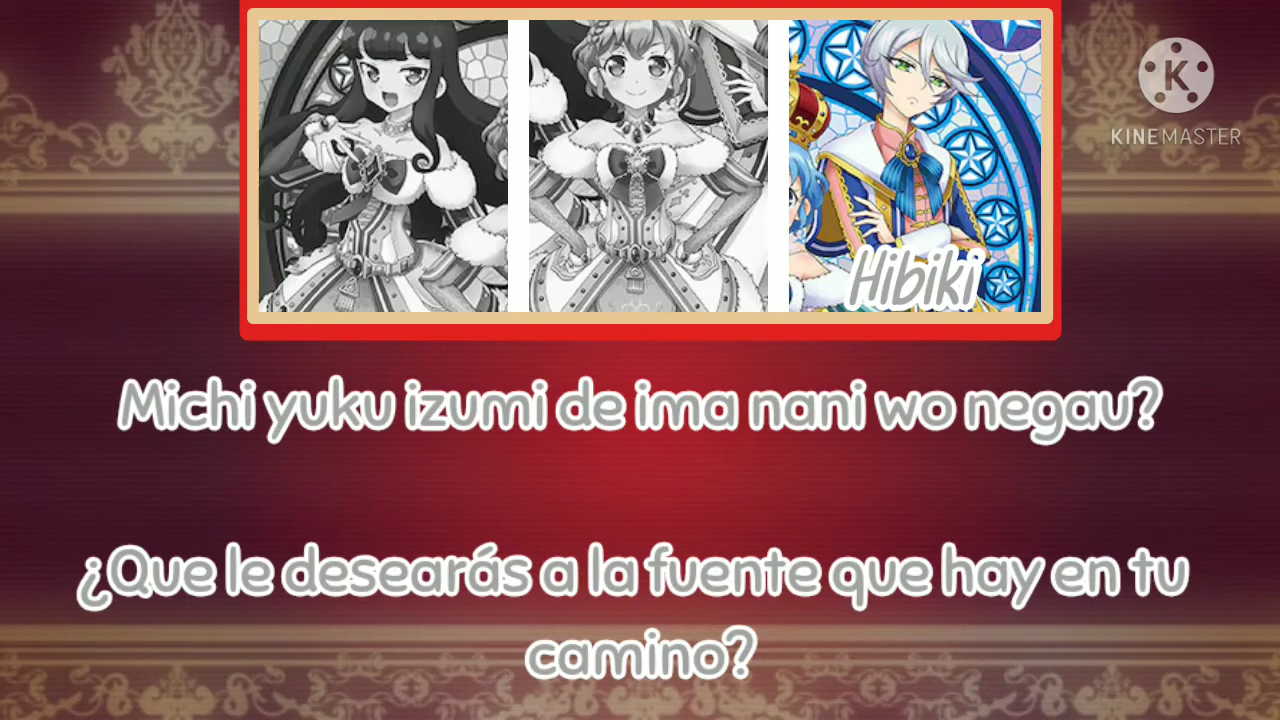 KINEMASTER
Hibiki
Michi yuku izumi de ima nani wo negau?
¿Que le desearás a la fuente que hay en tu
camino?